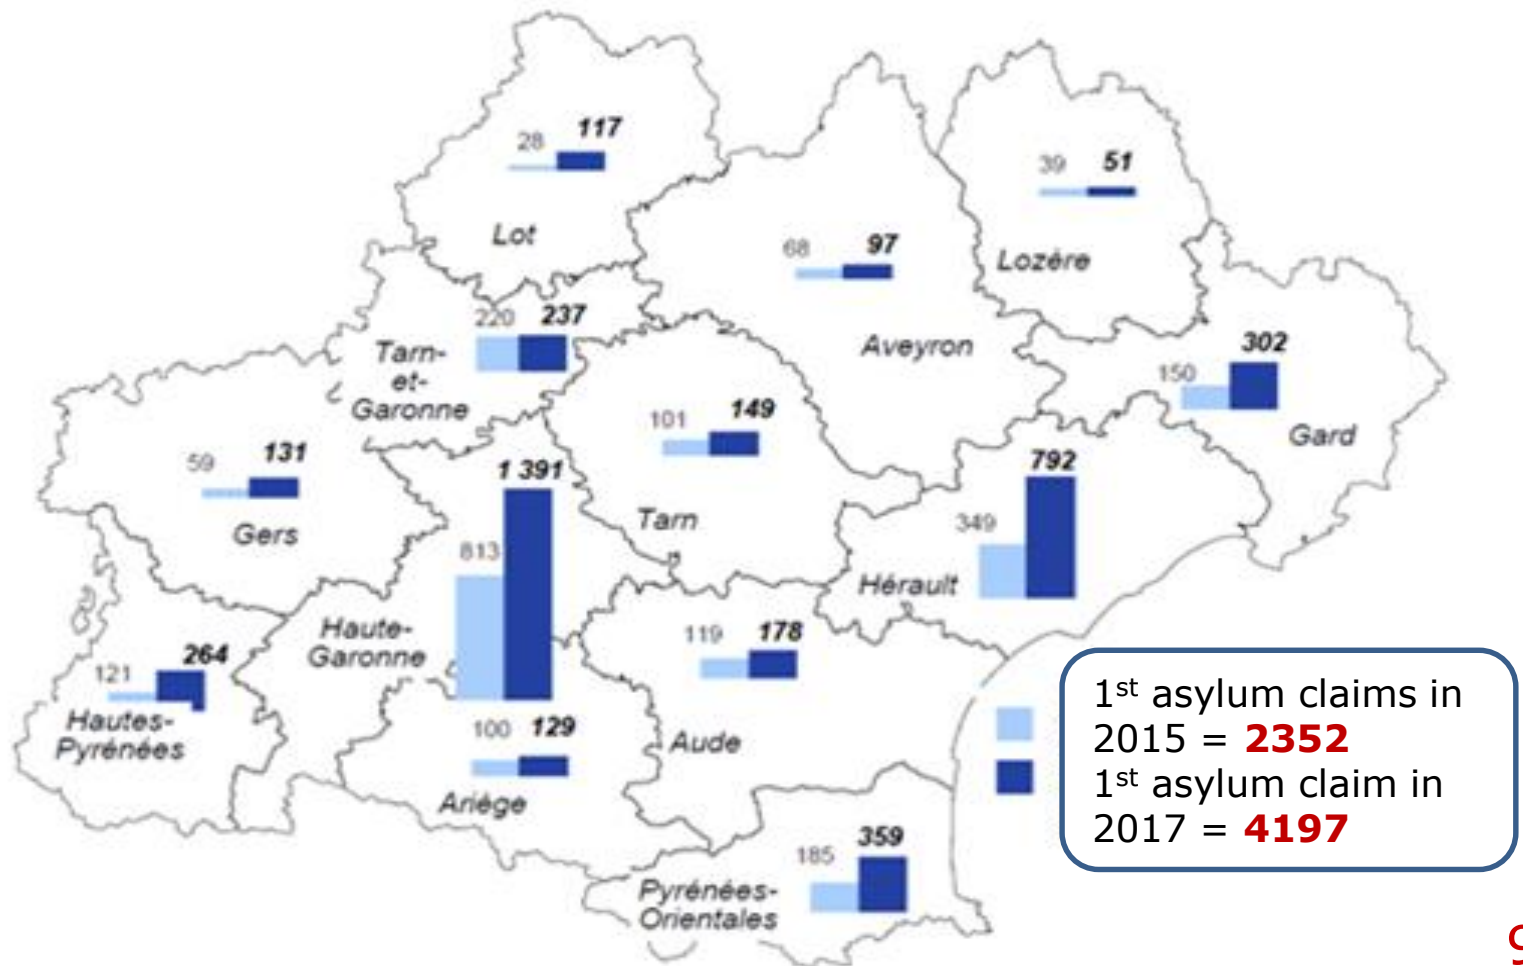 28 117
Lot
39 51
Lozére
68 97
Aveyron
220 237
Tarn-
et-
Garonne
302
150
Gard
101 149
Tarn
59 131
Gers
1 391
813
Haute-
Garonne
792
349
Hérault
121 264
Hautes-
Pyrénées
119 178
Aude
100 129
Ariége
185 359
Pyrénées-
Orientales
1st asylum claims in
2015 = 2352
1st asylum claim in
2017 = 4197